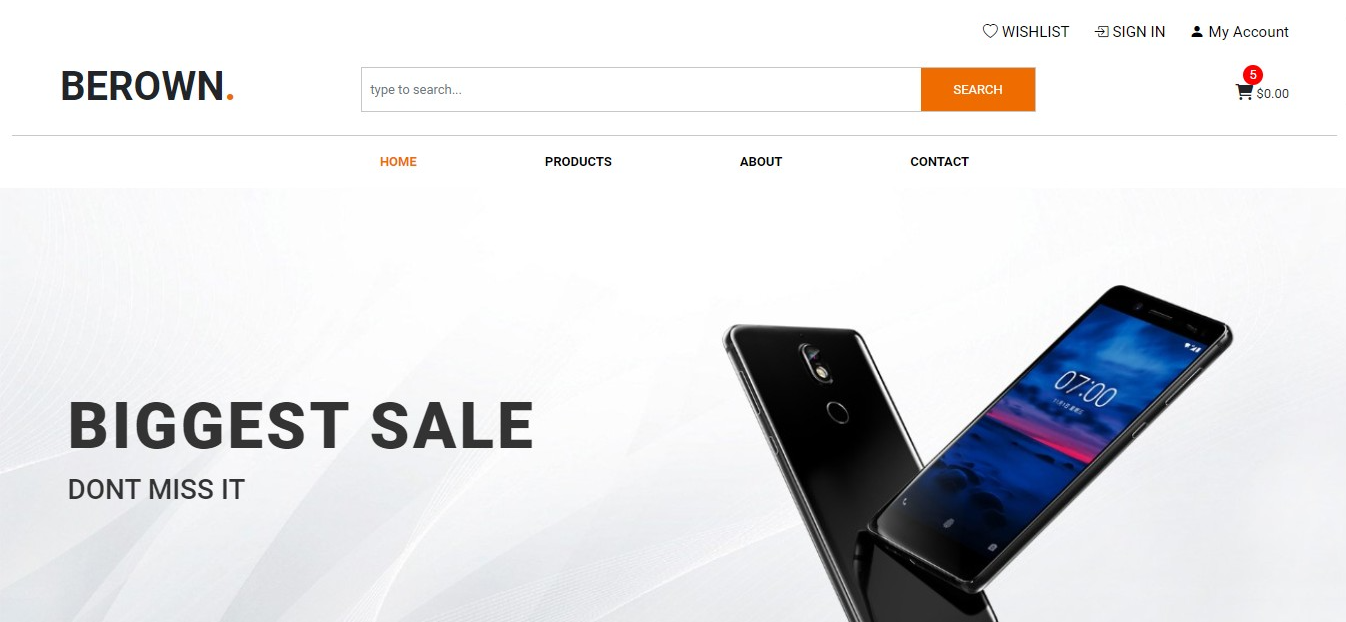 WISHLIST SIGN IN My Account
BEROWN.
type to search...
SEARCH
5
$0.00
HOME PRODUCTS ABOUT CONTACT
07:00
BIGGEST SALE
DONT MISS IT